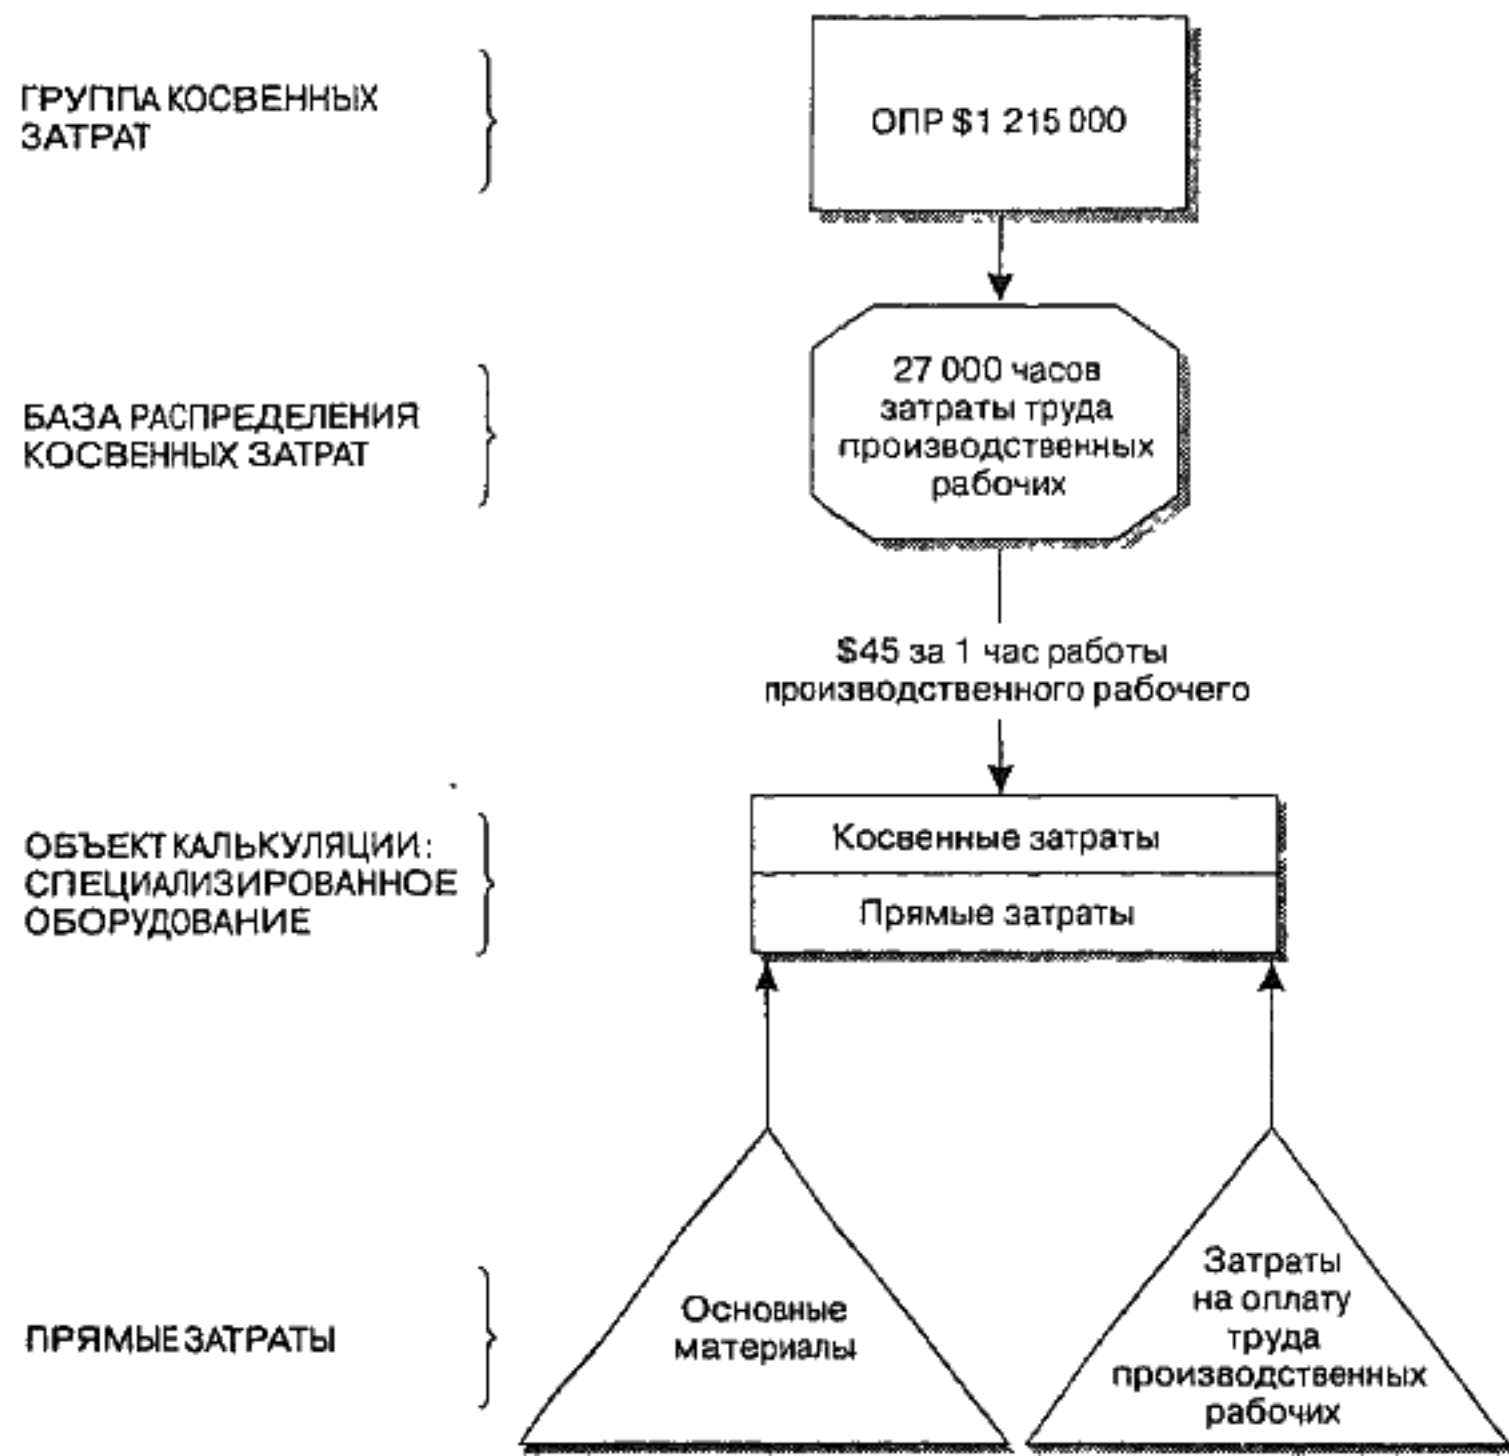 ГРУППА КОСВЕННЫХ
ЗАТРАТ
ОПР $1 215 000
БАЗА РАСПРЕДЕЛЕНИЯ
КОСВЕННЫХ ЗАТРАТ
27 000 часов
затраты труда
производственных
рабочих
$45 за 1 час работы
производственного рабочего
ОБЪЕКТ КАЛЬКУЛЯЦИИ:
СПЕЦИАЛИЗИРОВАННОЕ
ОБОРУДОВАНИЕ
Косвенные затраты
Прямые затраты
ПРЯМЫЕ ЗАТРАТЫ
Основные
материалы
Затраты
на оплату
труда
производственных
рабочих